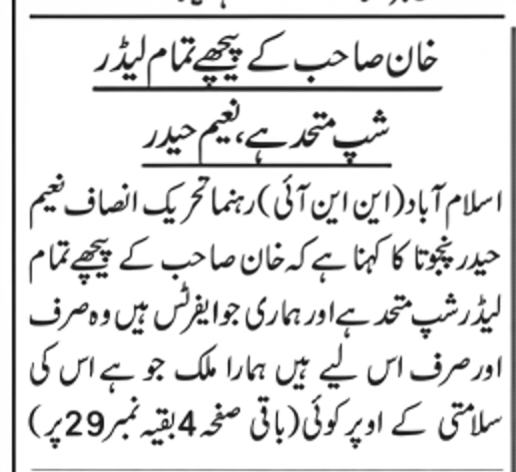 خان صاحب کے پیچھے تمام لیڈر
شپ متحد ہے، نعیم حیدر
اسلام آباد (این این آئی) رہنما تحریک انصاف نعیم
حیدر پنجوتا کا کہنا ہے کہ خان صاحب کے پیچھے تمام
لیڈر شپ متحد ہے اور ہماری جو ایفرٹس ہیں وہ صرف
اور صرف اس لیے ہیں ہمارا ملک جو ہے اس کی
سلامتی کے اوپر کوئی (باقی صفحہ 4 بقیہ نمبر 29 پر)